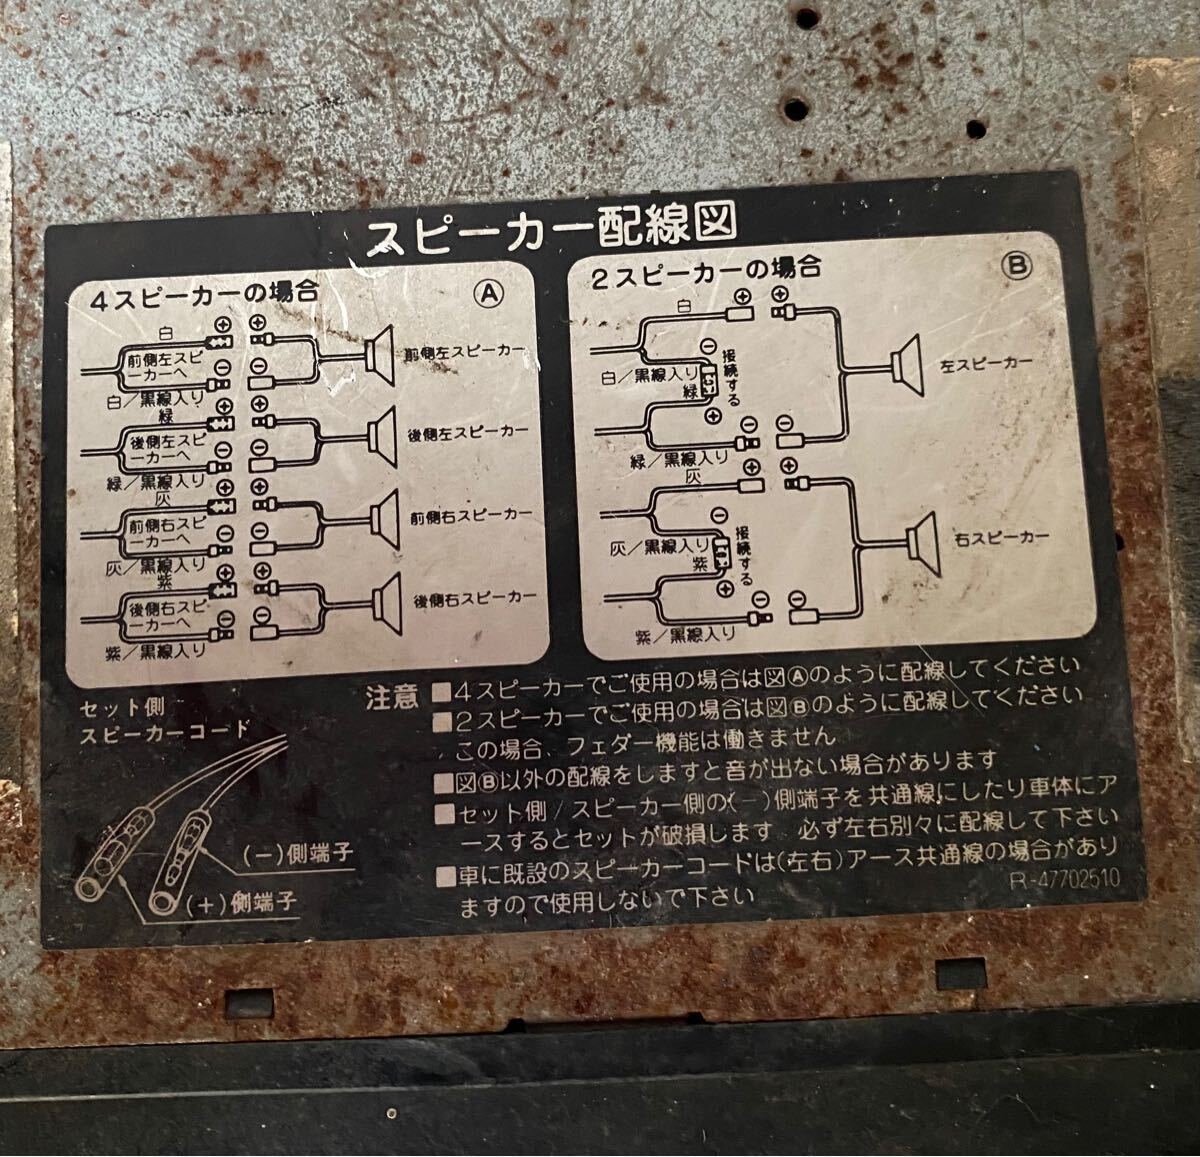 スピーカー配線図
4スピーカーの場合 Ⓐ
白 ⊕ ⊕
前側左スピ
ーカーへ ⊖ ⊖
前側左スピーカー
白/黒線入り
緑 ⊕ ⊕
後側左スピ
ーカーへ ⊖ ⊖
後側左スピーカー
緑/黒線入り
灰 ⊕ ⊕
前側右スピ
ーカーへ ⊖ ⊖
前側右スピーカー
灰/黒線入り
紫 ⊕ ⊕
後側右スピ
ーカーへ ⊖ ⊖
後側右スピーカー
紫/黒線入り
2スピーカーの場合 Ⓑ
白 ⊕ ⊕
⊖
白/黒線入り
緑
接続する
⊕
⊖ ⊖
緑/黒線入り
左スピーカー
灰 ⊕ ⊕
⊖
灰/黒線入り
紫
接続する
⊕
⊖ ⊖
紫/黒線入り
右スピーカー
セット側
スピーカーコード
(−)側端子
(+)側端子
注意 ■4スピーカーでご使用の場合は図Ⓐのように配線してください
■2スピーカーでご使用の場合は図Ⓑのように配線してください
この場合、フェダー機能は働きません
■図Ⓑ以外の配線をしますと音が出ない場合があります
■セット側/スピーカー側の(−)側端子を共通線にしたり車体にア
ースするとセットが破損します 必ず左右別々に配線して下さい
■車に既設のスピーカーコードは(左右)アース共通線の場合があり
ますので使用しないで下さい
R-47702510